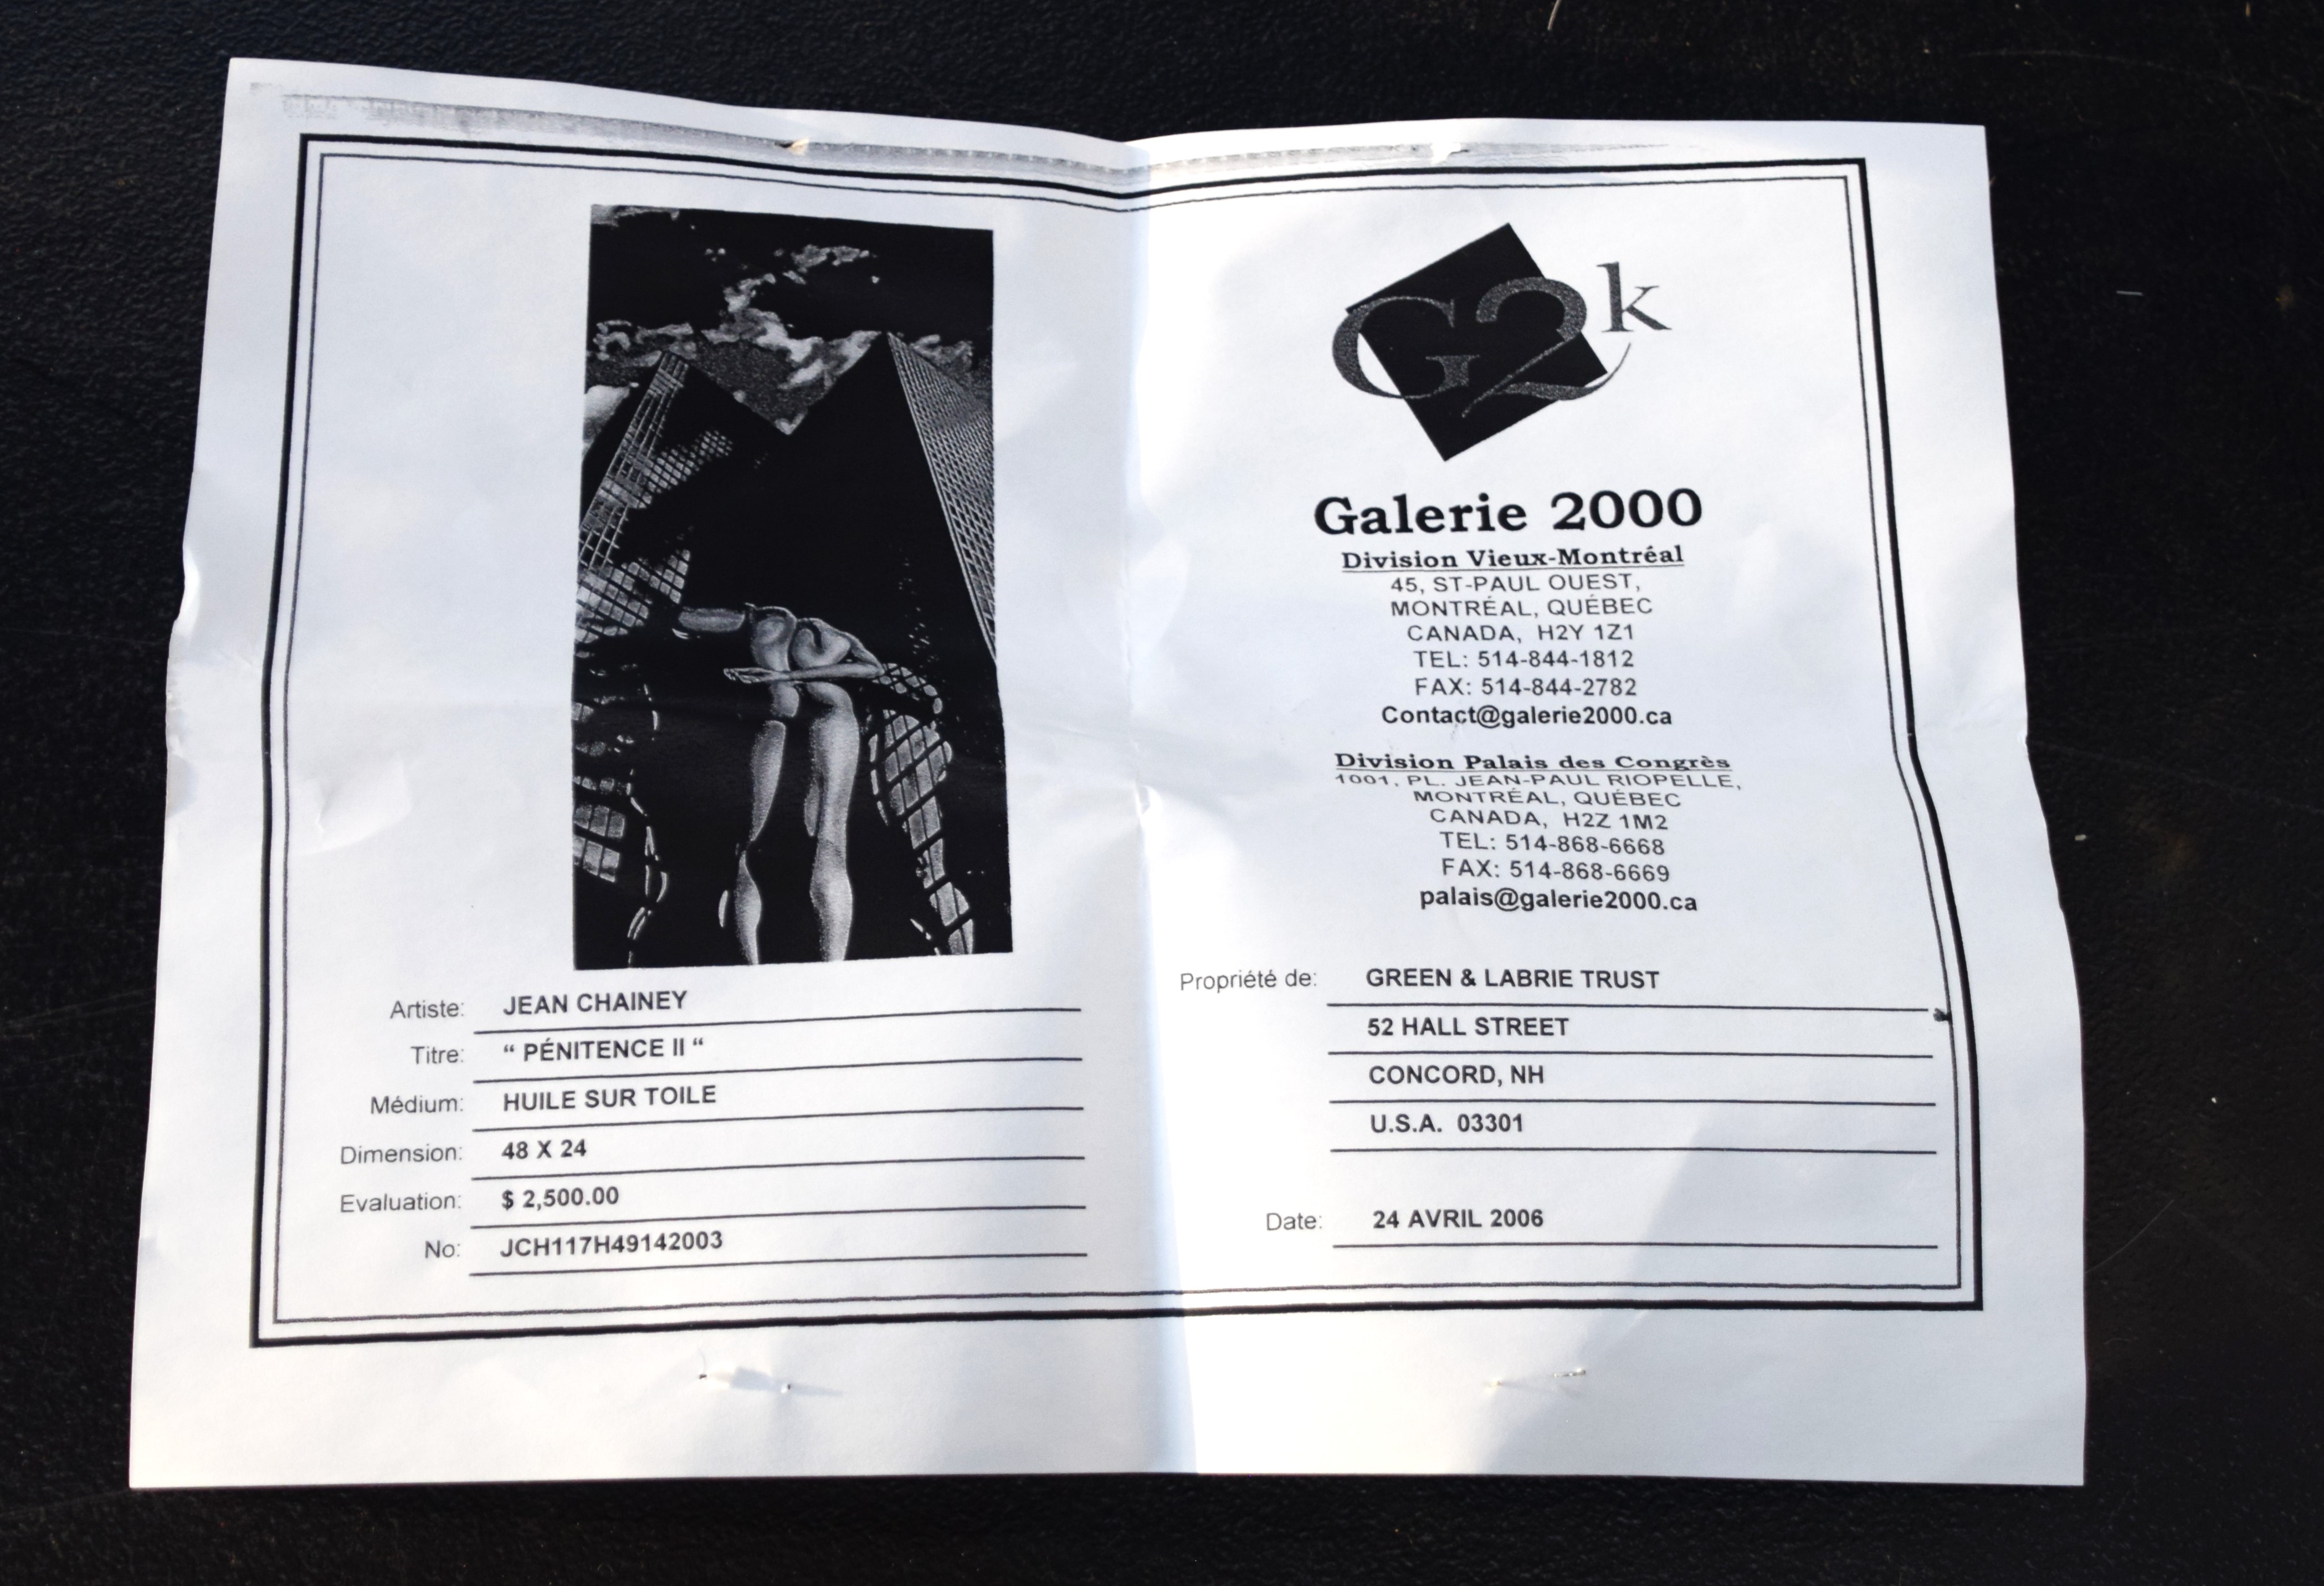 G2k
Galerie 2000
Division Vieux-Montréal
45, ST-PAUL OUEST,
MONTRÉAL, QUÉBEC
CANADA, H2Y 1Z1
TEL: 514-844-1812
FAX: 514-844-2782
Contact@galerie2000.ca
Division Palais des Congrès
1001, PL. JEAN-PAUL RIOPELLE,
MONTRÉAL, QUÉBEC
CANADA, H2Z 1M2
TEL: 514-868-6668
FAX: 514-868-6669
palais@galerie2000.ca
Artiste: JEAN CHAINEY
Titre: “ PÉNITENCE II “
Médium: HUILE SUR TOILE
Dimension: 48 X 24
Evaluation: $ 2,500.00
No: JCH117H49142003
Propriété de: GREEN & LABRIE TRUST
52 HALL STREET
CONCORD, NH
U.S.A. 03301
Date: 24 AVRIL 2006